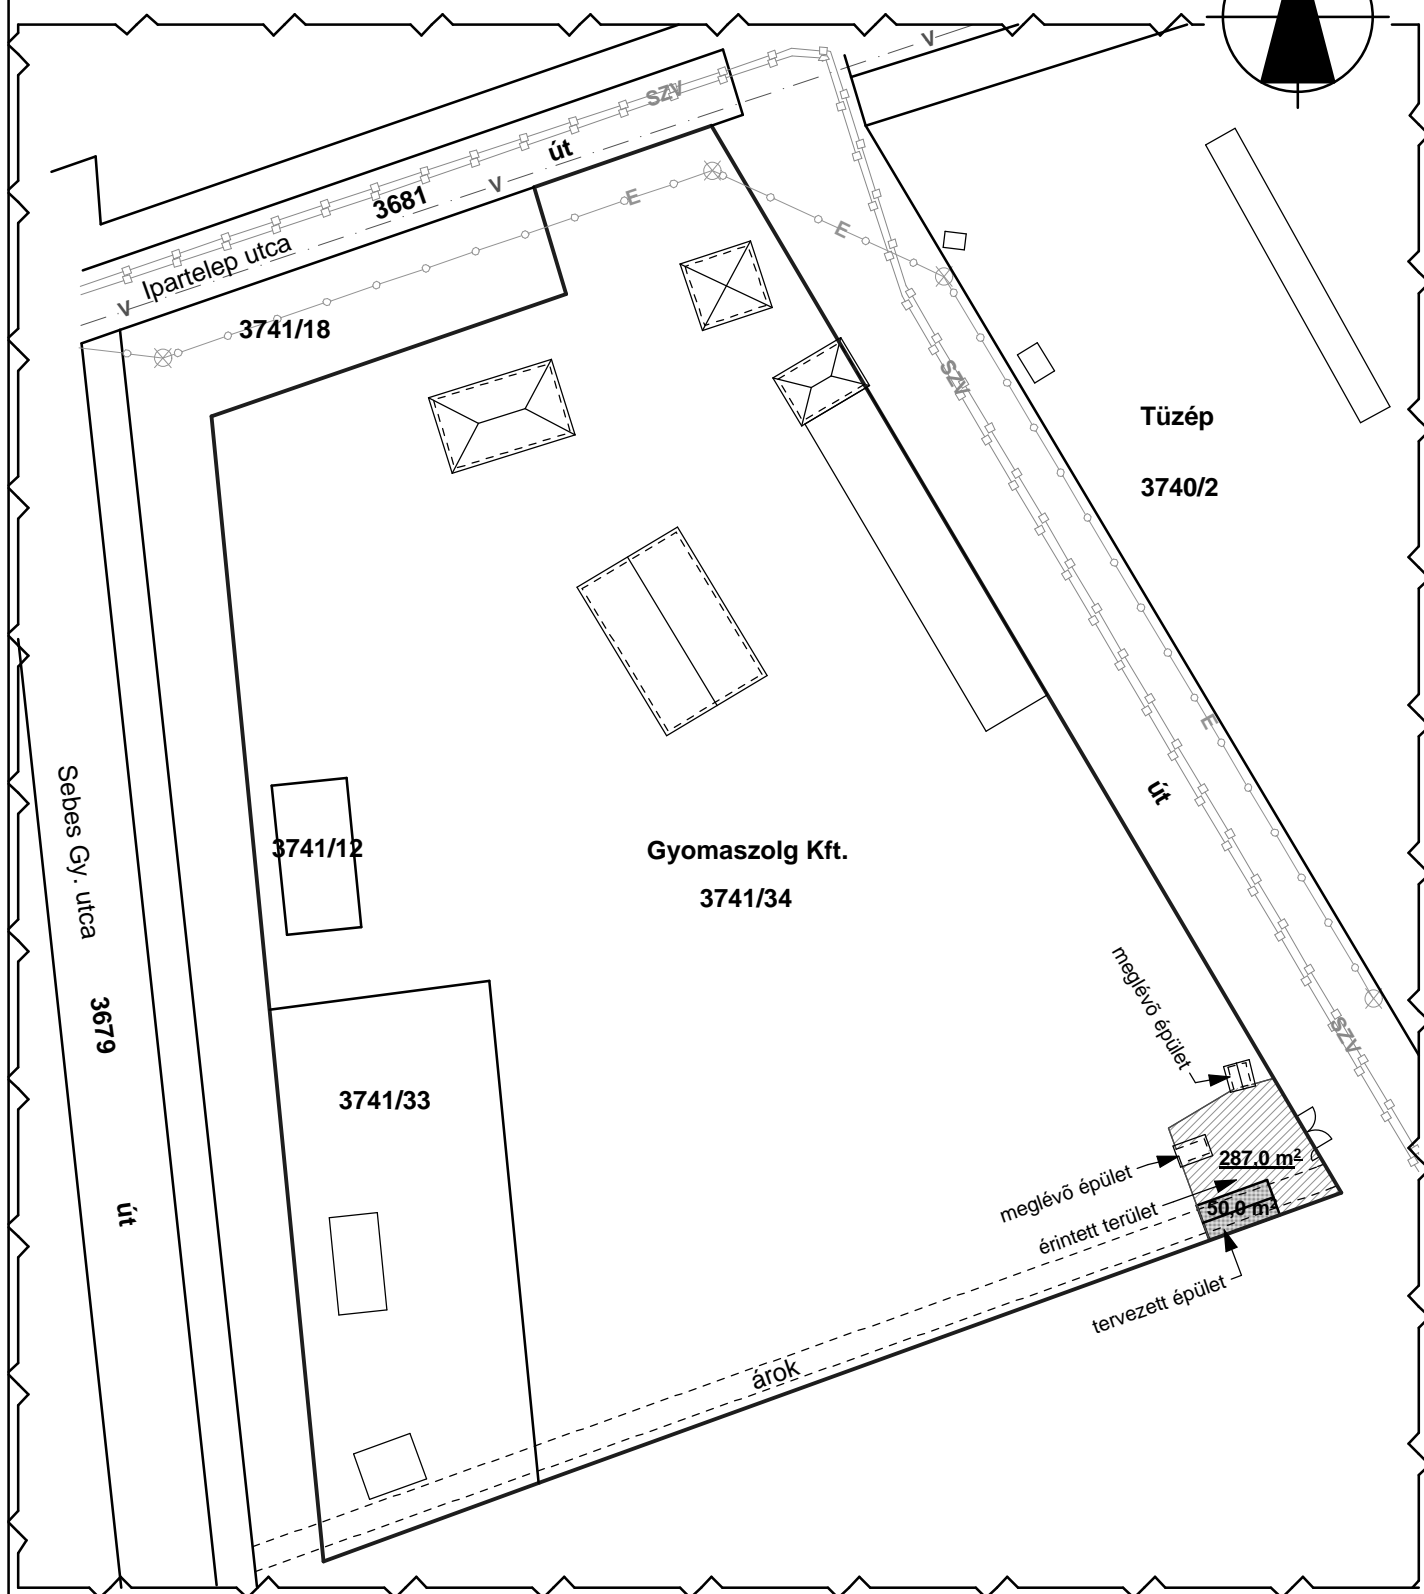 V
SZV
út
3681
V
E
Ipartelep utca
V
E
3741/18
SZV
Tüzép
3740/2
E
út
Sebes Gy. utca
3741/12
Gyomaszolg Kft.
3741/34
3679
meglévõ épület
SZV
3741/33
287,0 m²
meglévõ épület
50,0 m²
érintett terület
út
tervezett épület
árok